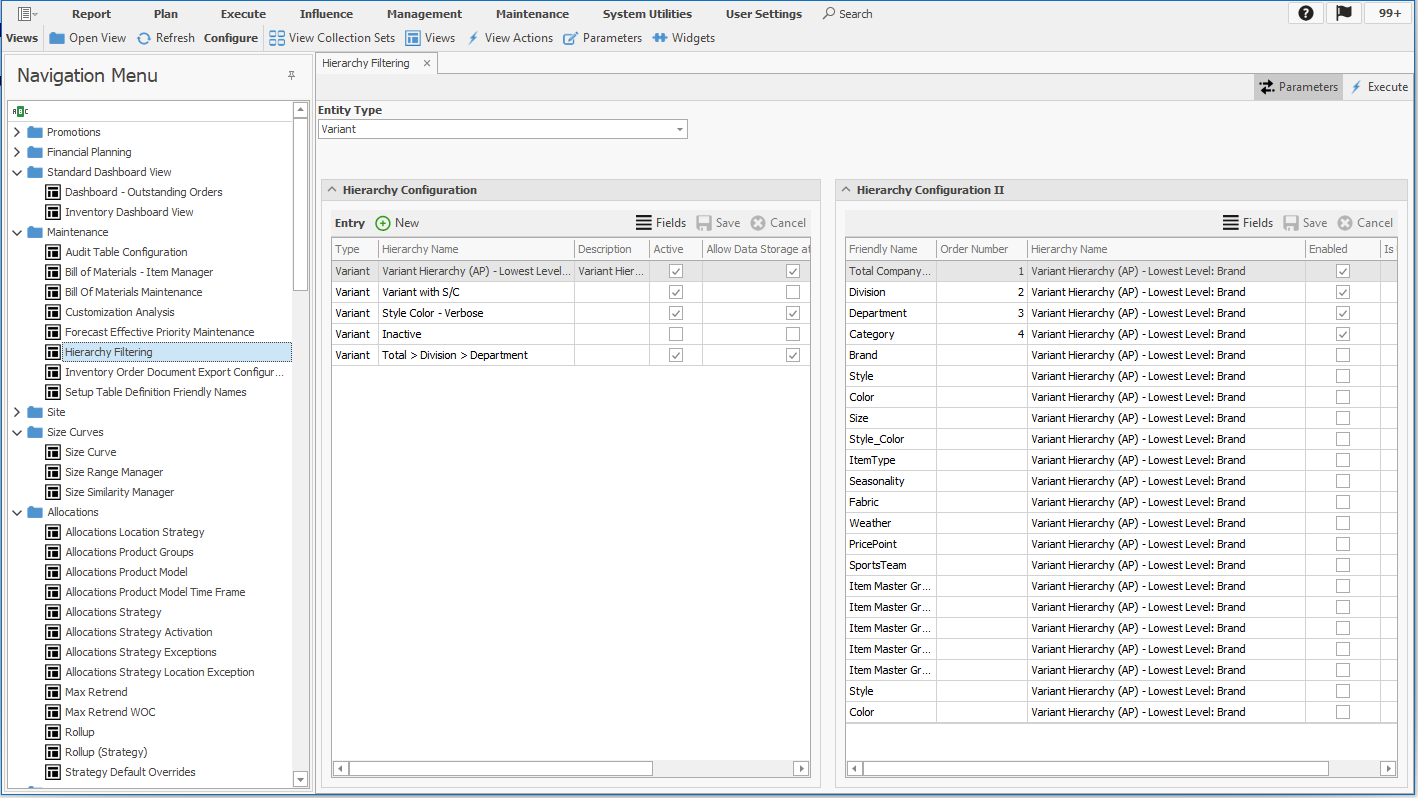 Report Plan Execute Influence Management Maintenance System Utilities User Settings Search ? 99+
Views Open View Refresh Configure View Collection Sets Views View Actions Parameters Widgets
Navigation Menu
ABC
Promotions
Financial Planning
Standard Dashboard View
Dashboard - Outstanding Orders
Inventory Dashboard View
Maintenance
Audit Table Configuration
Bill of Materials - Item Manager
Bill Of Materials Maintenance
Customization Analysis
Forecast Effective Priority Maintenance
Hierarchy Filtering
Inventory Order Document Export Configur...
Setup Table Definition Friendly Names
Site
Size Curves
Size Curve
Size Range Manager
Size Similarity Manager
Allocations
Allocations Location Strategy
Allocations Product Groups
Allocations Product Model
Allocations Product Model Time Frame
Allocations Strategy
Allocations Strategy Activation
Allocations Strategy Exceptions
Allocations Strategy Location Exception
Max Retrend
Max Retrend WOC
Rollup
Rollup (Strategy)
Strategy Default Overrides
Hierarchy Filtering ×
Parameters Execute
Entity Type
Variant
Hierarchy Configuration
Entry New Fields Save Cancel
Type Hierarchy Name Description Active Allow Data Storage at
Variant Variant Hierarchy (AP) - Lowest Level... Variant Hier...
Variant Variant with S/C
Variant Style Color - Verbose
Variant Inactive
Variant Total > Division > Department
Hierarchy Configuration II
Fields Save Cancel
Friendly Name Order Number Hierarchy Name Enabled Is
Total Company... 1 Variant Hierarchy (AP) - Lowest Level: Brand
Division 2 Variant Hierarchy (AP) - Lowest Level: Brand
Department 3 Variant Hierarchy (AP) - Lowest Level: Brand
Category 4 Variant Hierarchy (AP) - Lowest Level: Brand
Brand Variant Hierarchy (AP) - Lowest Level: Brand
Style Variant Hierarchy (AP) - Lowest Level: Brand
Color Variant Hierarchy (AP) - Lowest Level: Brand
Size Variant Hierarchy (AP) - Lowest Level: Brand
Style_Color Variant Hierarchy (AP) - Lowest Level: Brand
ItemType Variant Hierarchy (AP) - Lowest Level: Brand
Seasonality Variant Hierarchy (AP) - Lowest Level: Brand
Fabric Variant Hierarchy (AP) - Lowest Level: Brand
Weather Variant Hierarchy (AP) - Lowest Level: Brand
PricePoint Variant Hierarchy (AP) - Lowest Level: Brand
SportsTeam Variant Hierarchy (AP) - Lowest Level: Brand
Item Master Gr... Variant Hierarchy (AP) - Lowest Level: Brand
Item Master Gr... Variant Hierarchy (AP) - Lowest Level: Brand
Item Master Gr... Variant Hierarchy (AP) - Lowest Level: Brand
Item Master Gr... Variant Hierarchy (AP) - Lowest Level: Brand
Item Master Gr... Variant Hierarchy (AP) - Lowest Level: Brand
Style Variant Hierarchy (AP) - Lowest Level: Brand
Color Variant Hierarchy (AP) - Lowest Level: Brand